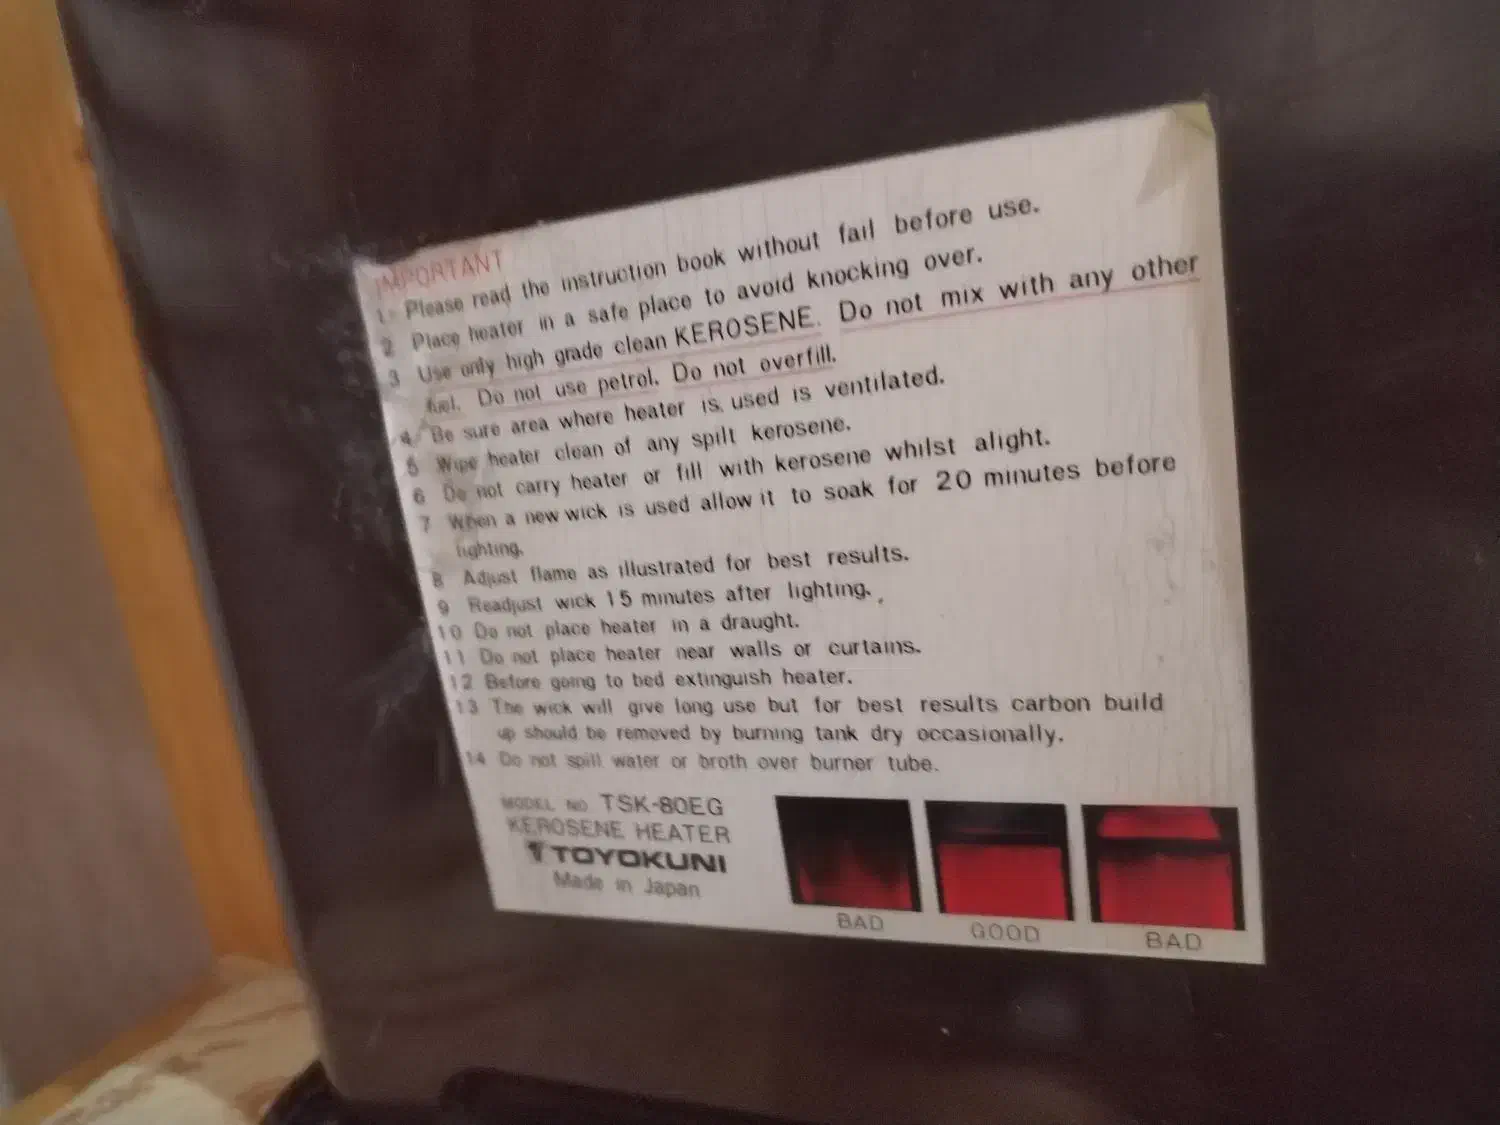 IMPORTANT
1. Please read the instruction book without fail before use.
2 Place heater in a safe place to avoid knocking over.
3 Use only high grade clean KEROSENE. Do not mix with any other
fuel. Do not use petrol. Do not overfill.
4 Be sure area where heater is used is ventilated.
5 Wipe heater clean of any spilt kerosene.
6 Do not carry heater or fill with kerosene whilst alight.
7 When a new wick is used allow it to soak for 20 minutes before
lighting.
8 Adjust flame as illustrated for best results.
9 Readjust wick 15 minutes after lighting.
10 Do not place heater in a draught.
11 Do not place heater near walls or curtains.
12 Before going to bed extinguish heater.
13 The wick will give long use but for best results carbon build
up should be removed by burning tank dry occasionally.
14 Do not spill water or broth over burner tube.
MODEL NO. TSK-80EG
KEROSENE HEATER
TOYOKUNI
Made in Japan
BAD GOOD BAD